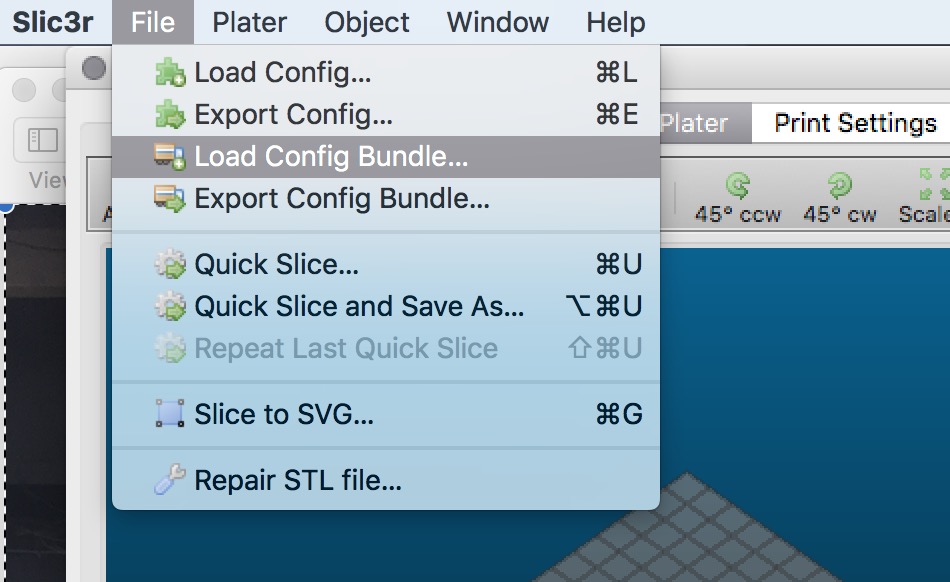 Slic3r File Plater Object Window Help
Load Config... ⌘L
Export Config... ⌘E
Load Config Bundle...
Export Config Bundle...
Quick Slice... ⌘U
Quick Slice and Save As... ⌥⌘U
Repeat Last Quick Slice ⇧⌘U
Slice to SVG... ⌘G
Repair STL file...
Plater Print Settings
45° ccw 45° cw Scale